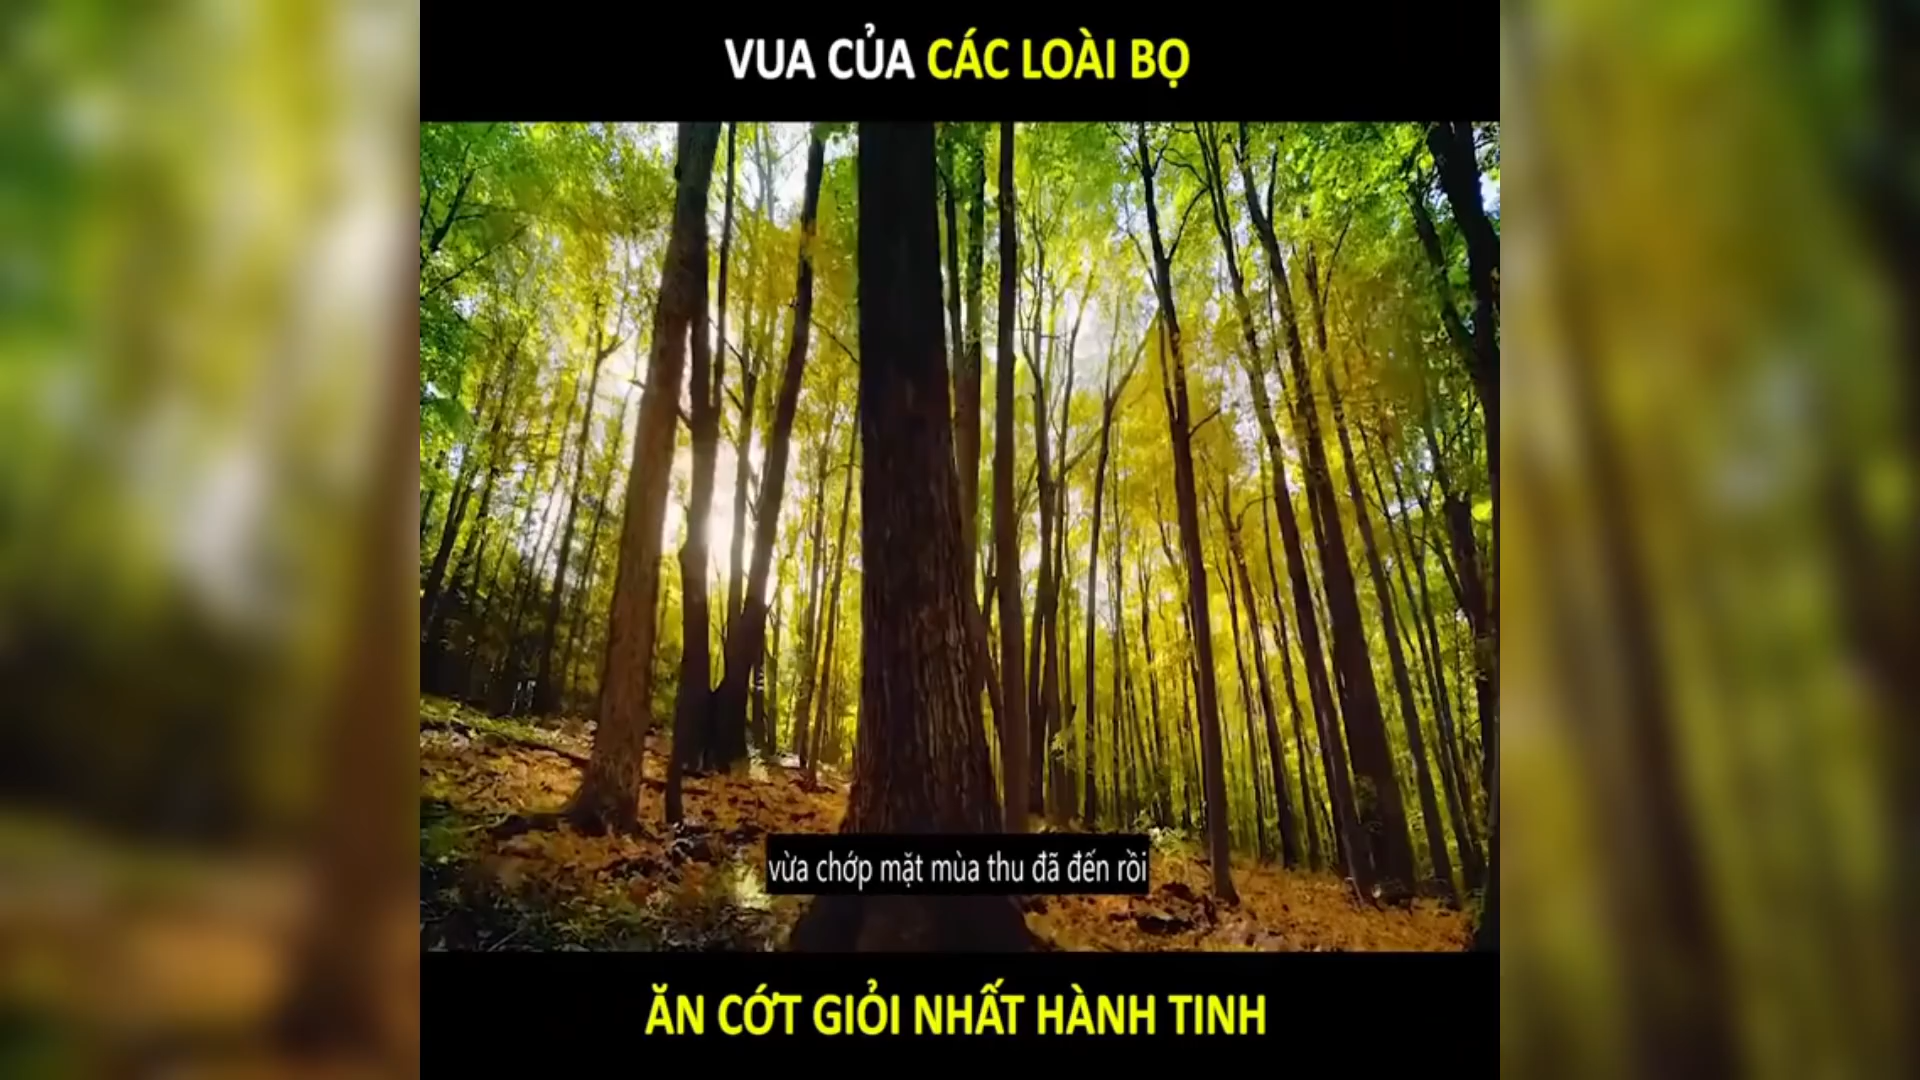 VUA CỦA CÁC LOÀI BỌ
vừa chớp mặt mùa thu đã đến rồi
ĂN CỚT GIỎI NHẤT HÀNH TINH